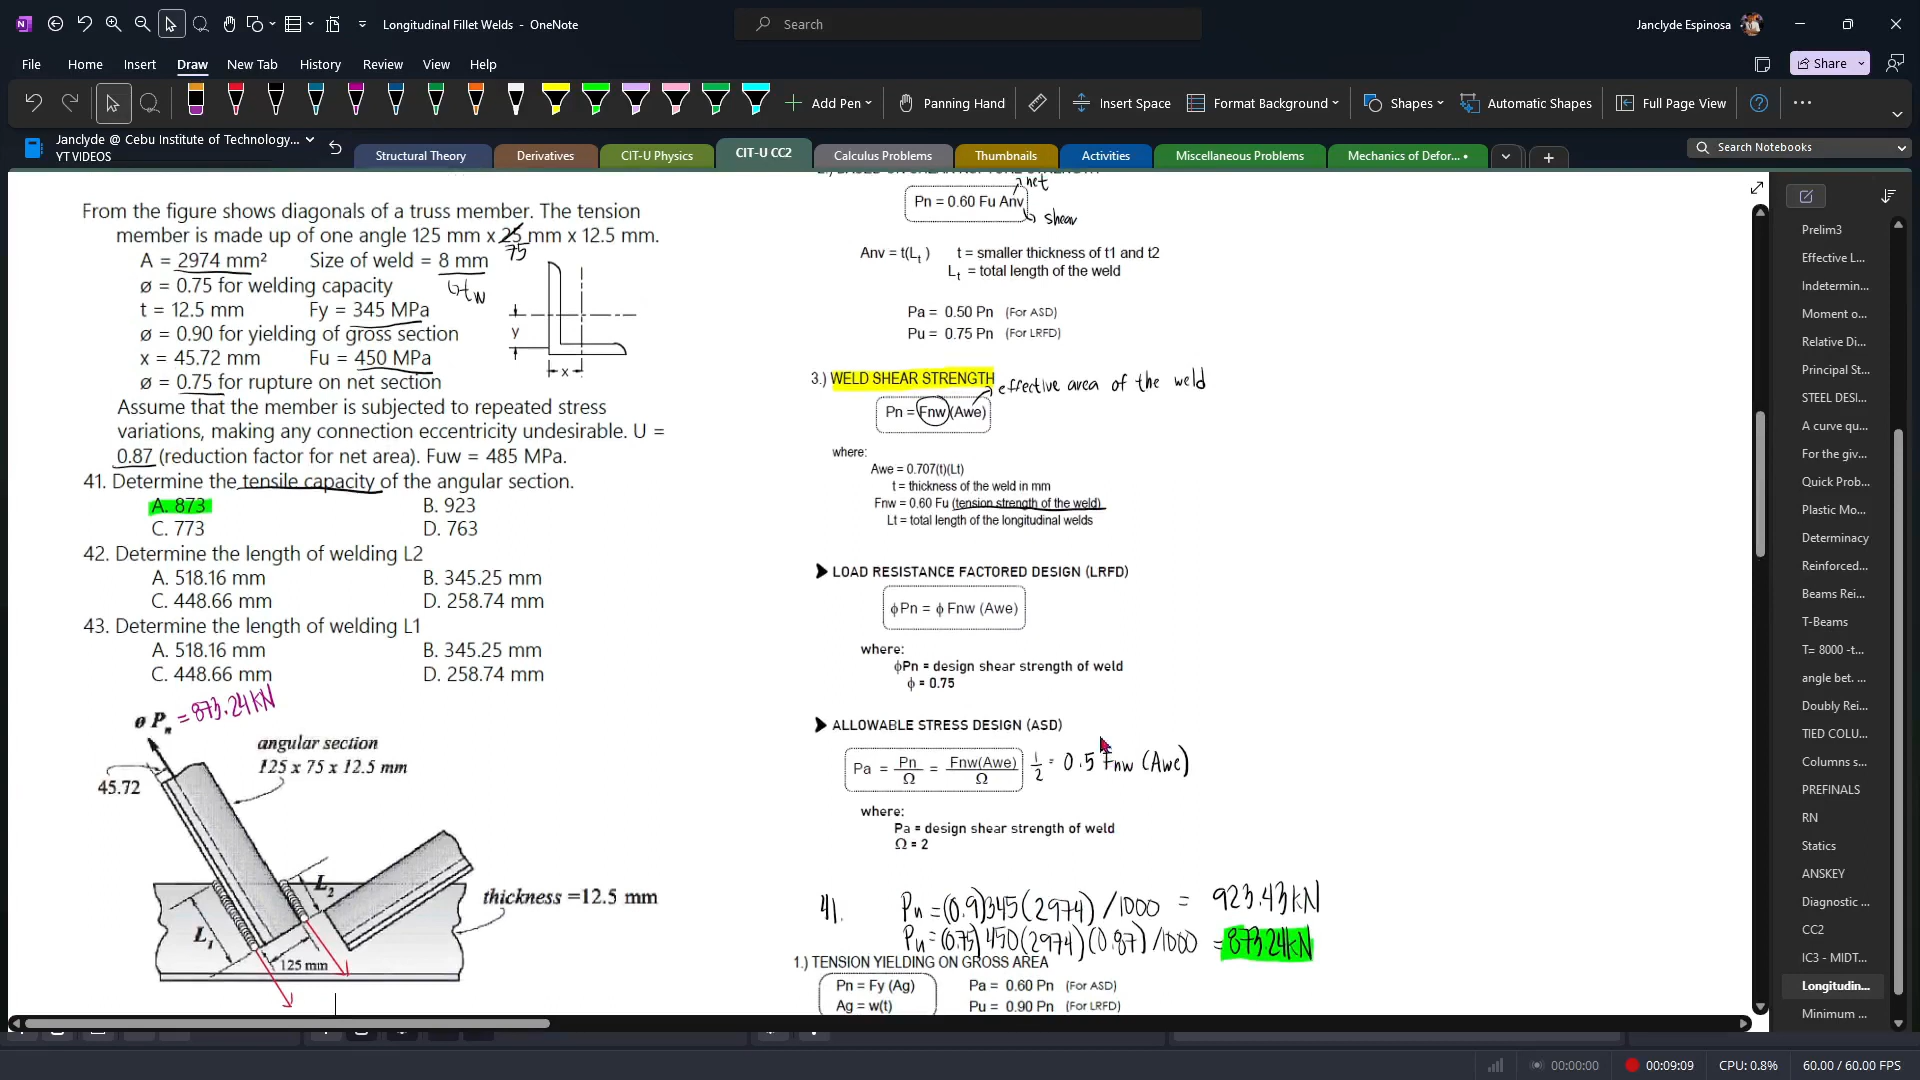 Longitudinal Fillet Welds - OneNote
Search
Janclyde Espinosa
File Home Insert Draw New Tab History Review View Help
Share
Add Pen
Panning Hand
Insert Space
Format Background
Shapes
Automatic Shapes
Full Page View
Janclyde @ Cebu Institute of Technology...
YT VIDEOS
Structural Theory
Derivatives
CIT-U Physics
CIT-U CC2
Calculus Problems
Thumbnails
Activities
Miscellaneous Problems
Mechanics of Defor...
Search Notebooks
From the figure shows diagonals of a truss member. The tension
member is made up of one angle 125 mm x 25 mm x 12.5 mm.
75
A = 2974 mm² Size of weld = 8 mm
tw
ø = 0.75 for welding capacity
t = 12.5 mm Fy = 345 MPa
ø = 0.90 for yielding of gross section
x = 45.72 mm Fu = 450 MPa
ø = 0.75 for rupture on net section
y
x
Assume that the member is subjected to repeated stress
variations, making any connection eccentricity undesirable. U =
0.87 (reduction factor for net area). Fuw = 485 MPa.
41. Determine the tensile capacity of the angular section.
A. 873 B. 923
C. 773 D. 763
42. Determine the length of welding L2
A. 518.16 mm B. 345.25 mm
C. 448.66 mm D. 258.74 mm
43. Determine the length of welding L1
A. 518.16 mm B. 345.25 mm
C. 448.66 mm D. 258.74 mm
ø Pn = 873.24 KN
angular section
125 x 75 x 12.5 mm
45.72
L2
thickness =12.5 mm
L1
125 mm
net
Pn = 0.60 Fu Anv
shear
Anv = t(Lt ) t = smaller thickness of t1 and t2
Lt = total length of the weld
Pa = 0.50 Pn (For ASD)
Pu = 0.75 Pn (For LRFD)
3.) WELD SHEAR STRENGTH
effective area of the weld
Pn = Fnw (Awe)
where:
Awe = 0.707(t)(Lt)
t = thickness of the weld in mm
Fnw = 0.60 Fu (tension strength of the weld)
Lt = total length of the longitudinal welds
LOAD RESISTANCE FACTORED DESIGN (LRFD)
ϕPn = ϕ Fnw (Awe)
where:
ϕPn = design shear strength of weld
ϕ = 0.75
ALLOWABLE STRESS DESIGN (ASD)
Pa = Pn/Ω = Fnw(Awe)/Ω 1/2 = 0.5 Fnw (Awe)
where:
Pa = design shear strength of weld
Ω = 2
41. Pu = (0.9)345(2974) /1000 = 923.43 KN
Pu = (0.75) 450(2974)(0.87) /1000 = 873.24 KN
1.) TENSION YIELDING ON GROSS AREA
Pn = Fy (Ag) Pa = 0.60 Pn (For ASD)
Ag = w(t) Pu = 0.90 Pn (For LRFD)
Prelim3
Effective L...
Indetermin...
Moment o...
Relative Di...
Principal St...
STEEL DESI...
A curve qu...
For the giv...
Quick Prob...
Plastic Mo...
Determinacy
Reinforced...
Beams Rei...
T-Beams
T= 8000 -t...
angle bet. ...
Doubly Rei...
TIED COLU...
Columns s...
PREFINALS
RN
Statics
ANSKEY
Diagnostic ...
CC2
IC3 - MIDT...
Longitudin...
Minimum ...
00:00:00
00:09:09
CPU: 0.8%
60.00 / 60.00 FPS